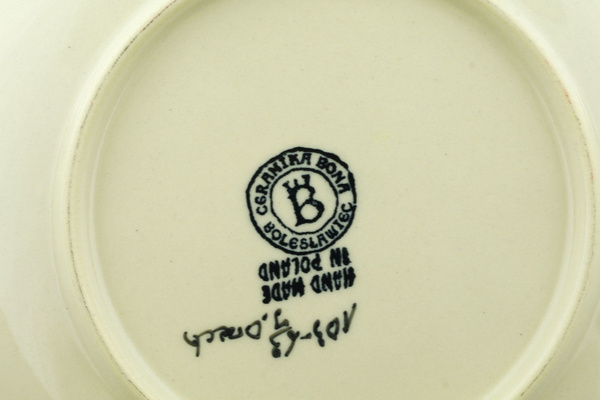 CERAMIKA BONA
BOLESŁAWIEC
B
HAND MADE
IN POLAND